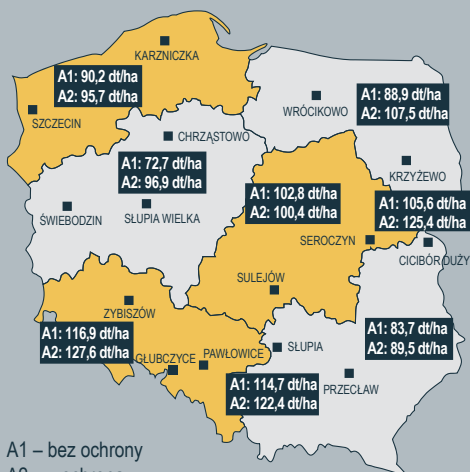 KARZNICZKA
A1: 90,2 dt/ha
A2: 95,7 dt/ha
SZCZECIN
WRÓCIKOWO
A1: 88,9 dt/ha
A2: 107,5 dt/ha
CHRZĄSTOWO
A1: 72,7 dt/ha
A2: 96,9 dt/ha
KRZYŻEWO
ŚWIEBODZIN
SŁUPIA WIELKA
A1: 102,8 dt/ha
A2: 100,4 dt/ha
A1: 105,6 dt/ha
A2: 125,4 dt/ha
SEROCZYN
CICIBÓR DUŻY
SULEJÓW
ZYBISZÓW
A1: 116,9 dt/ha
A2: 127,6 dt/ha
GŁUBCZYCE
PAWŁOWICE
SŁUPIA
A1: 83,7 dt/ha
A2: 89,5 dt/ha
A1: 114,7 dt/ha
A2: 122,4 dt/ha
PRZECŁAW
A1 – bez ochrony